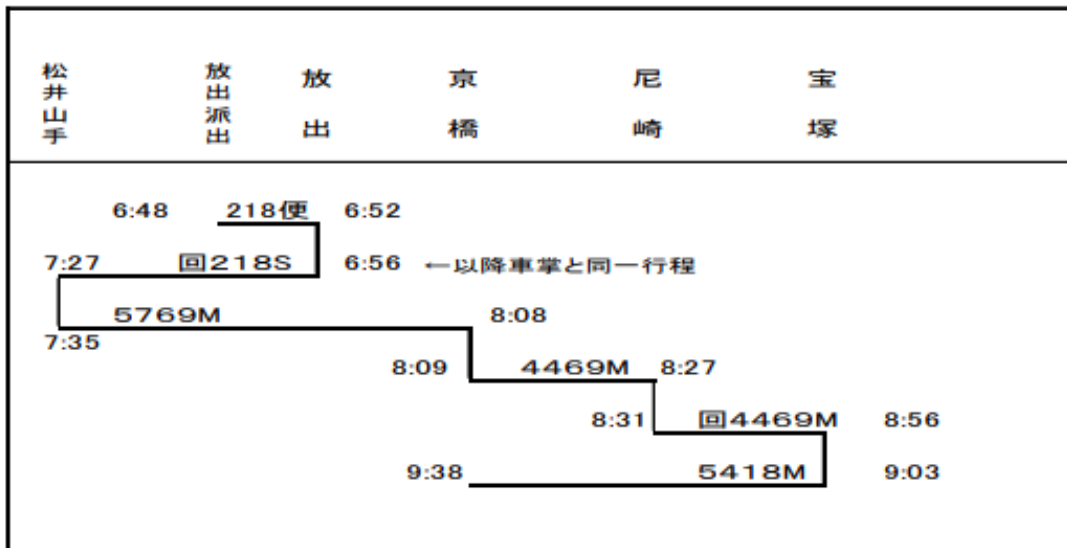 松井山手 放出派出 放出 京橋 尼崎 宝塚
6:48 218便 6:52
7:27 回218S 6:56 ←以降車掌と同一行程
5769M 8:08
7:35
8:09 4469M 8:27
8:31 回4469M 8:56
9:38 5418M 9:03